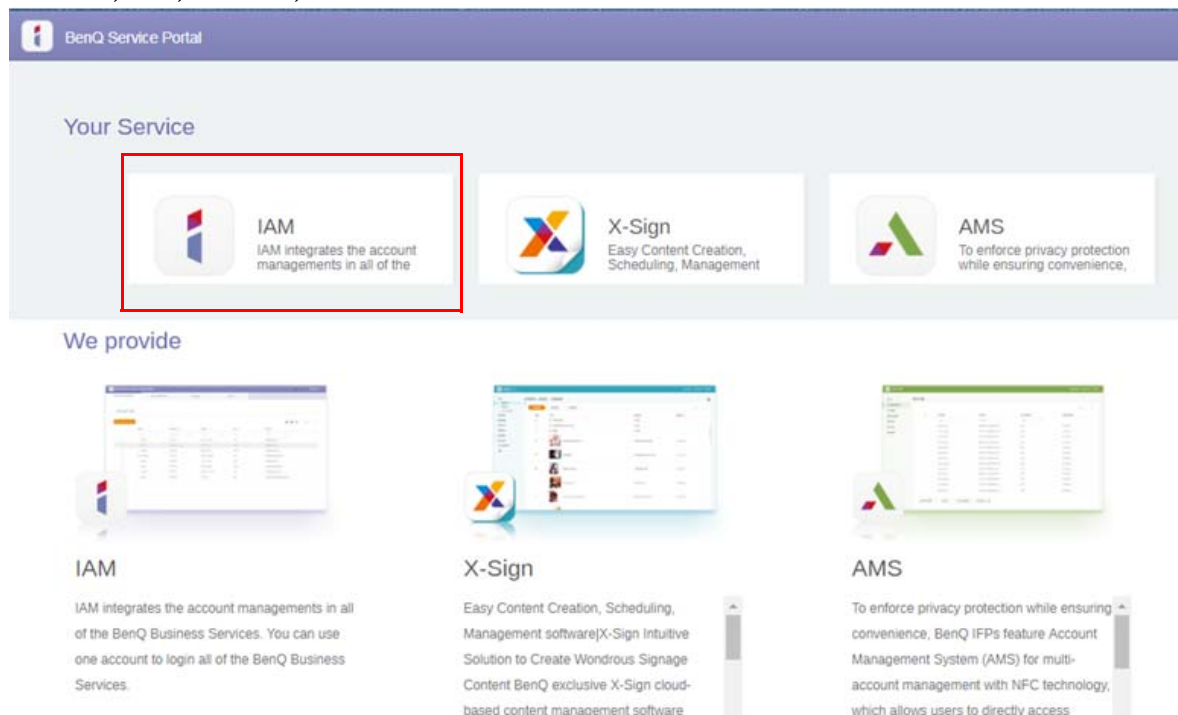 BenQ Service Portal
Your Service
IAM
IAM integrates the account
managements in all of the
X-Sign
Easy Content Creation,
Scheduling, Management
AMS
To enforce privacy protection
while ensuring convenience,
We provide
IAM
IAM integrates the account managements in all
of the BenQ Business Services. You can use
one account to login all of the BenQ Business
Services.
X-Sign
Easy Content Creation, Scheduling,
Management software|X-Sign Intuitive
Solution to Create Wondrous Signage
Content BenQ exclusive X-Sign cloud-
based content management software
AMS
To enforce privacy protection while ensuring
convenience, BenQ IFPs feature Account
Management System (AMS) for multi-
account management with NFC technology,
which allows users to directly access